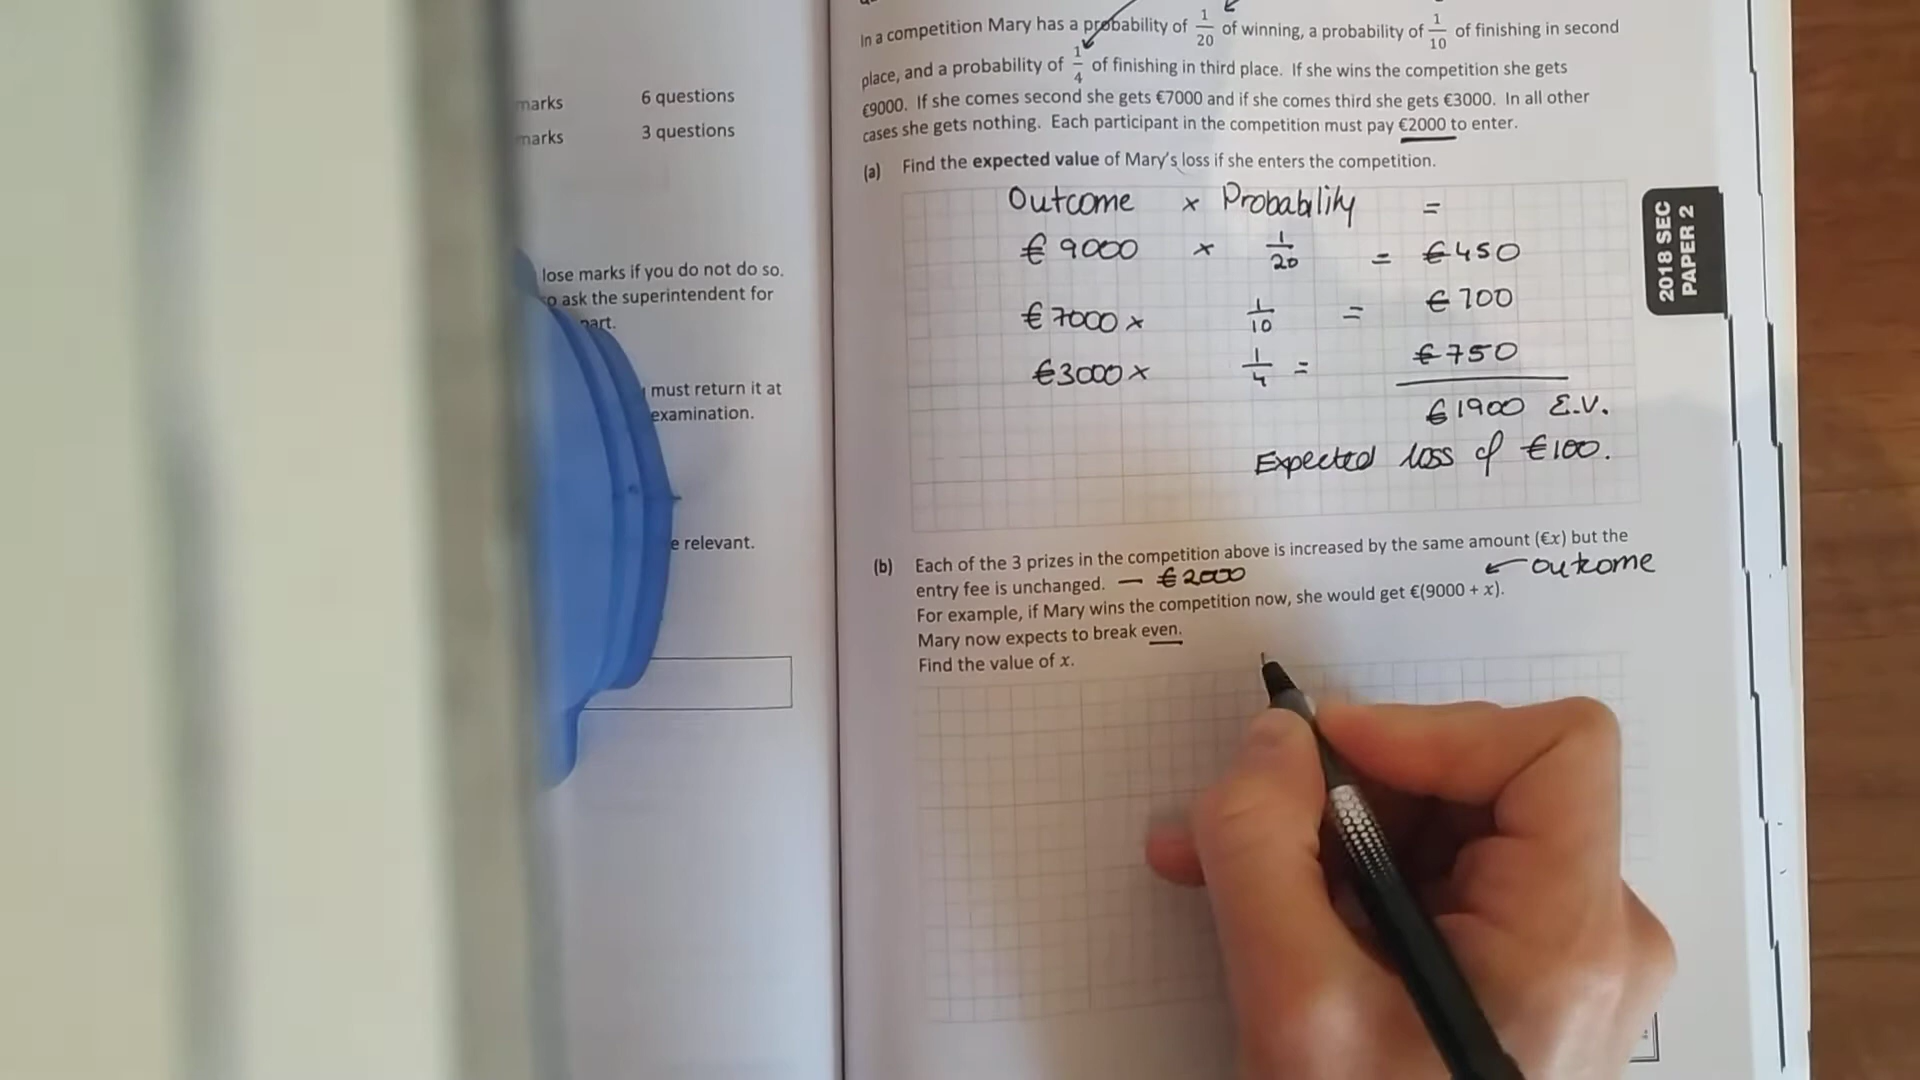 marks 6 questions
marks 3 questions
lose marks if you do not do so.
so ask the superintendent for
part.
must return it at
examination.
e relevant.
In a competition Mary has a probability of 1/20 of winning, a probability of 1/10 of finishing in second
place, and a probability of 1/4 of finishing in third place. If she wins the competition she gets
€9000. If she comes second she gets €7000 and if she comes third she gets €3000. In all other
cases she gets nothing. Each participant in the competition must pay €2000 to enter.
(a) Find the expected value of Mary's loss if she enters the competition.
Outcome × Probability =
€9000 × 1/20 = €450
€7000 × 1/10 = €700
€3000 × 1/4 = €750
€1900 E.V.
Expected loss of €100.
(b) Each of the 3 prizes in the competition above is increased by the same amount (€x) but the
entry fee is unchanged. — €2000 ← outcome
For example, if Mary wins the competition now, she would get €(9000 + x).
Mary now expects to break even.
Find the value of x.
2018 SEC
PAPER 2